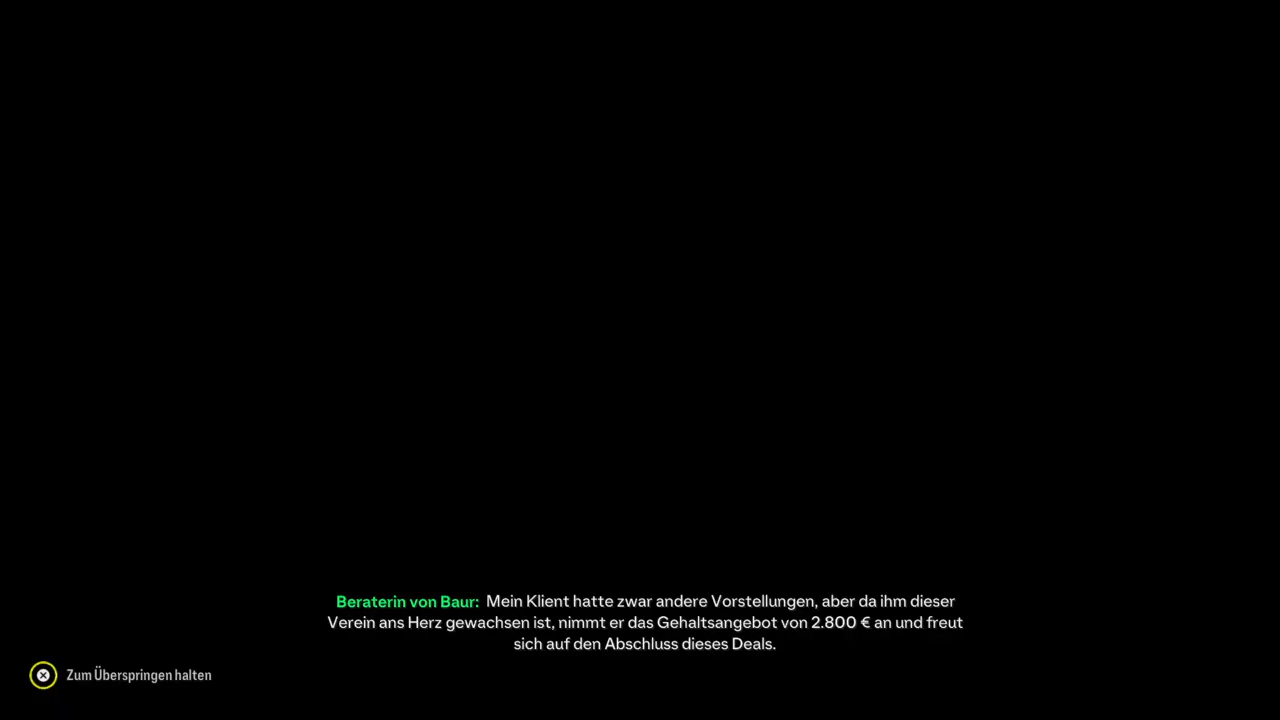 Beraterin von Baur: Mein Klient hatte zwar andere Vorstellungen, aber da ihm dieser
Verein ans Herz gewachsen ist, nimmt er das Gehaltsangebot von 2.800 € an und freut
sich auf den Abschluss dieses Deals.
Zum Überspringen halten